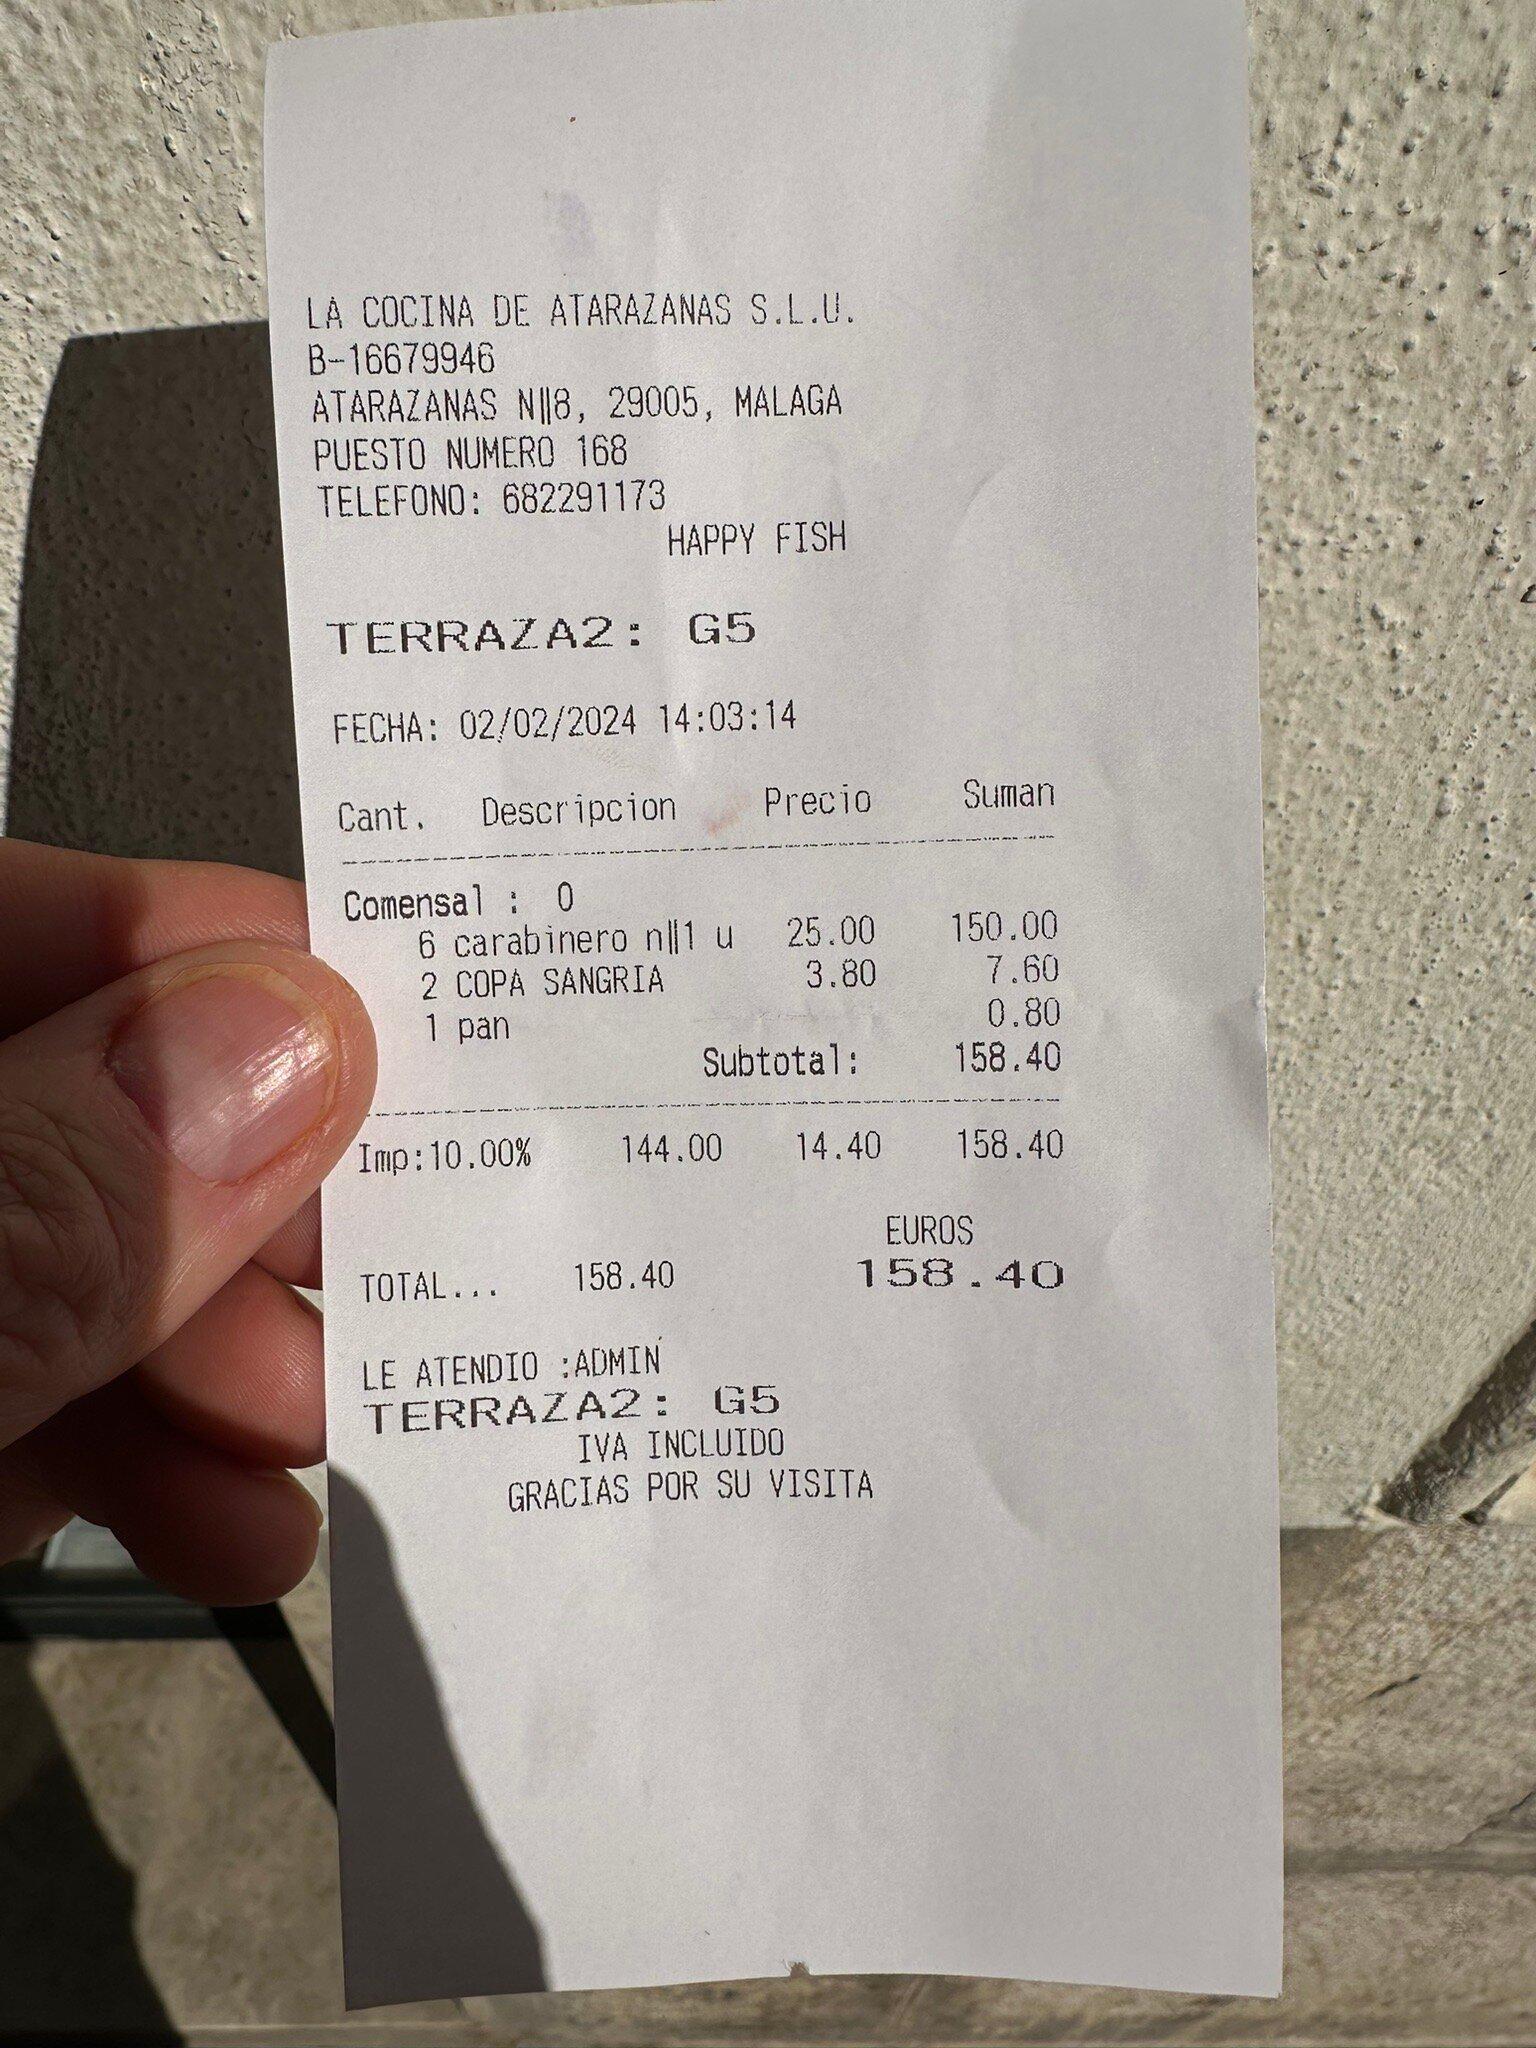 LA COCINA DE ATARAZANAS S.L.U.
B-16679946
ATARAZANAS N║8, 29005, MALAGA
PUESTO NUMERO 168
TELEFONO: 682291173
HAPPY FISH
TERRAZA2: G5
FECHA: 02/02/2024 14:03:14
Cant. Descripcion Precio Suman
Comensal : 0
6 carabinero n║1 u 25.00 150.00
2 COPA SANGRIA 3.80 7.60
1 pan 0.80
Subtotal: 158.40
Imp:10.00% 144.00 14.40 158.40
EUROS
TOTAL... 158.40 158.40
LE ATENDIO :ADMIN
TERRAZA2: G5
IVA INCLUIDO
GRACIAS POR SU VISITA